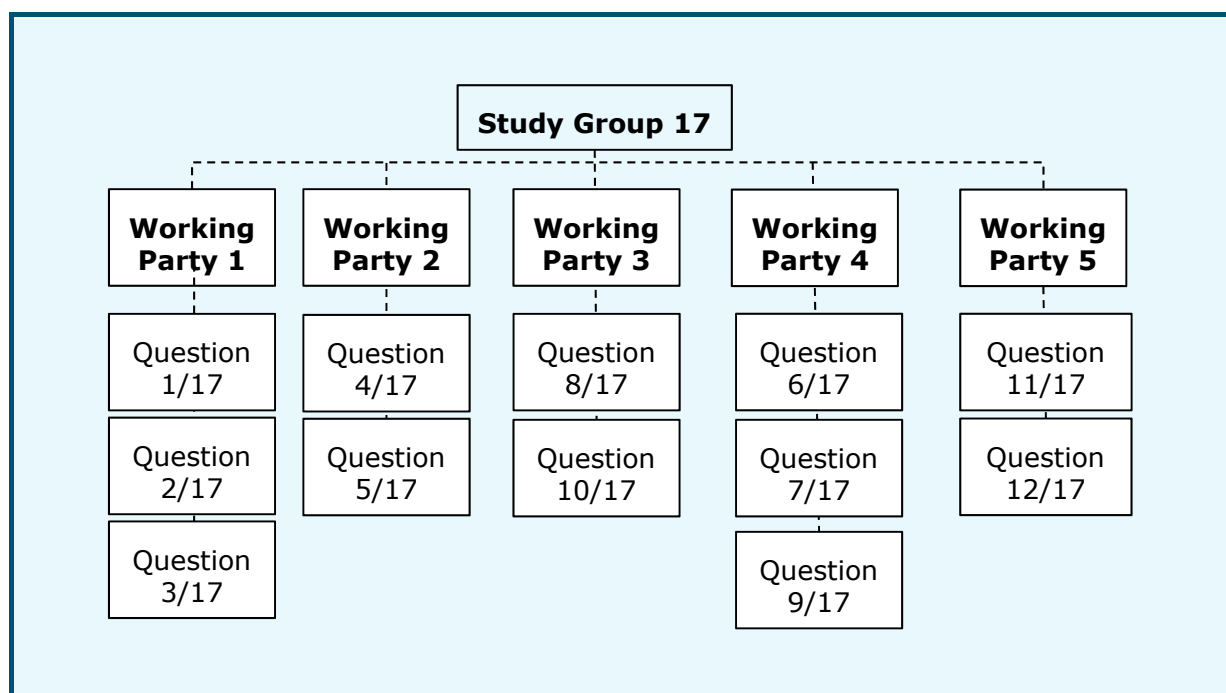 Study Group 17
Working
Party 1
Working
Party 2
Working
Party 3
Working
Party 4
Working
Party 5
Question
1/17
Question
4/17
Question
8/17
Question
6/17
Question
11/17
Question
2/17
Question
5/17
Question
10/17
Question
7/17
Question
12/17
Question
3/17
Question
9/17